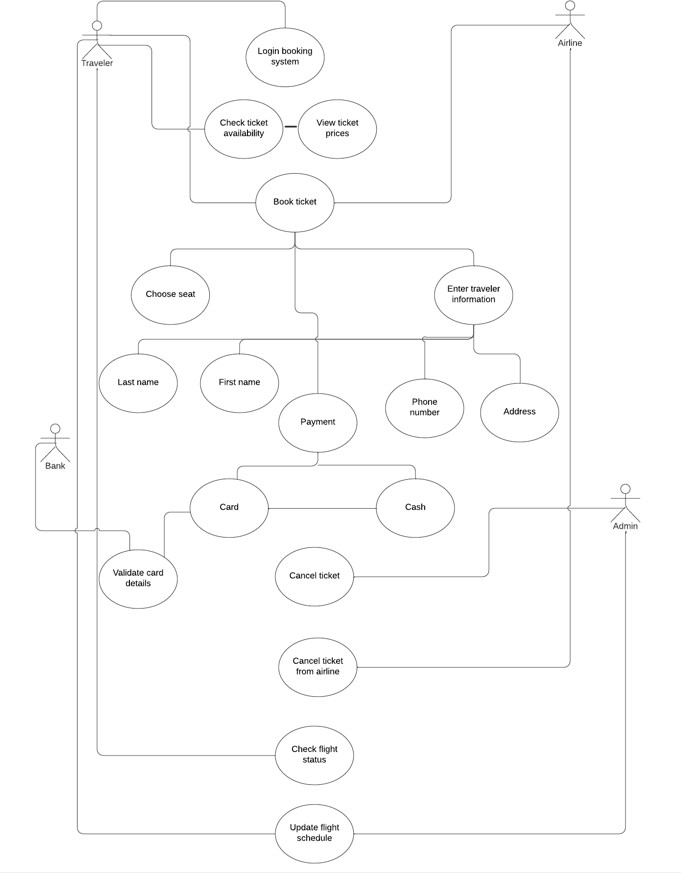 Airline
Traveler
Login booking
system
Check ticket
availability
View ticket
prices
Book ticket
Choose seat
Enter traveler
information
Last name
First name
Phone
number
Address
Payment
Bank
Card
Cash
Admin
Validate card
details
Cancel ticket
Cancel ticket
from airline
Check flight
status
Update flight
schedule